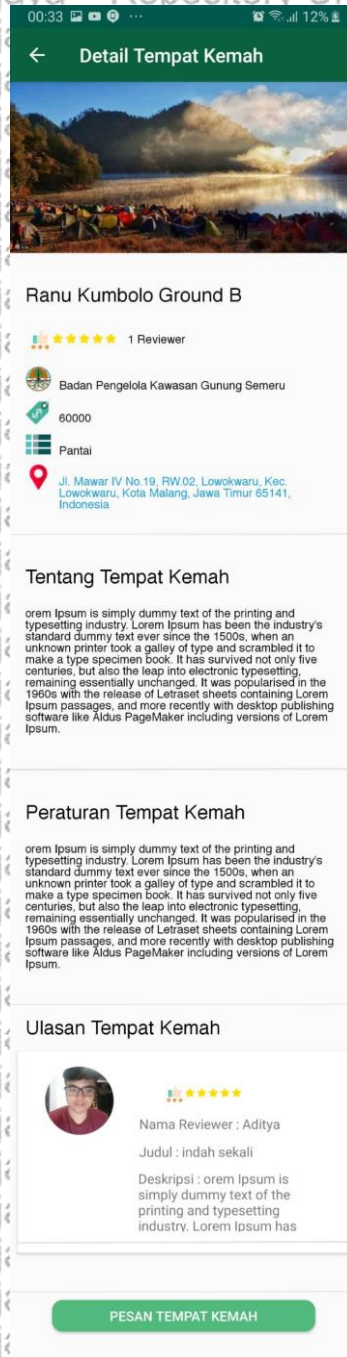 00:33 ... 12%
Detail Tempat Kemah
Ranu Kumbolo Ground B
1 Reviewer
Badan Pengelola Kawasan Gunung Semeru
60000
Pantai
Jl. Mawar IV No.19, RW.02, Lowokwaru, Kec.
Lowokwaru, Kota Malang, Jawa Timur 65141,
Indonesia
Tentang Tempat Kemah
orem Ipsum is simply dummy text of the printing and
typesetting industry. Lorem Ipsum has been the industry's
standard dummy text ever since the 1500s, when an
unknown printer took a galley of type and scrambled it to
make a type specimen book. It has survived not only five
centuries, but also the leap into electronic typesetting,
remaining essentially unchanged. It was popularised in the
1960s with the release of Letraset sheets containing Lorem
Ipsum passages, and more recently with desktop publishing
software like Aldus PageMaker including versions of Lorem
Ipsum.
Peraturan Tempat Kemah
orem Ipsum is simply dummy text of the printing and
typesetting industry. Lorem Ipsum has been the industry's
standard dummy text ever since the 1500s, when an
unknown printer took a galley of type and scrambled it to
make a type specimen book. It has survived not only five
centuries, but also the leap into electronic typesetting,
remaining essentially unchanged. It was popularised in the
1960s with the release of Letraset sheets containing Lorem
Ipsum passages, and more recently with desktop publishing
software like Aldus PageMaker including versions of Lorem
Ipsum.
Ulasan Tempat Kemah
Nama Reviewer : Aditya
Judul : indah sekali
Deskripsi : orem Ipsum is
simply dummy text of the
printing and typesetting
industry. Lorem Ipsum has
PESAN TEMPAT KEMAH